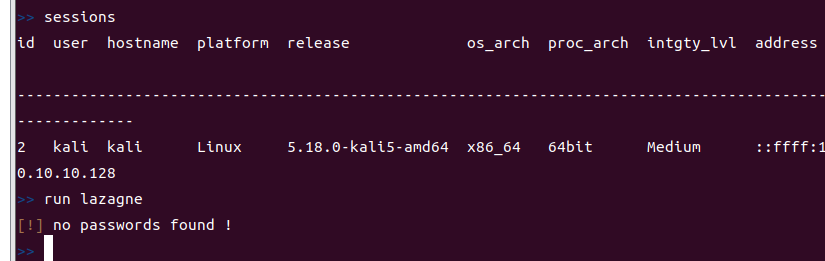 >> sessions
id user hostname platform release os_arch proc_arch intgty_lvl address
------------------------------------------------------------------------------------------
-------------
2 kali kali Linux 5.18.0-kali5-amd64 x86_64 64bit Medium ::ffff:1
0.10.10.128
>> run lazagne
[!] no passwords found !
>>